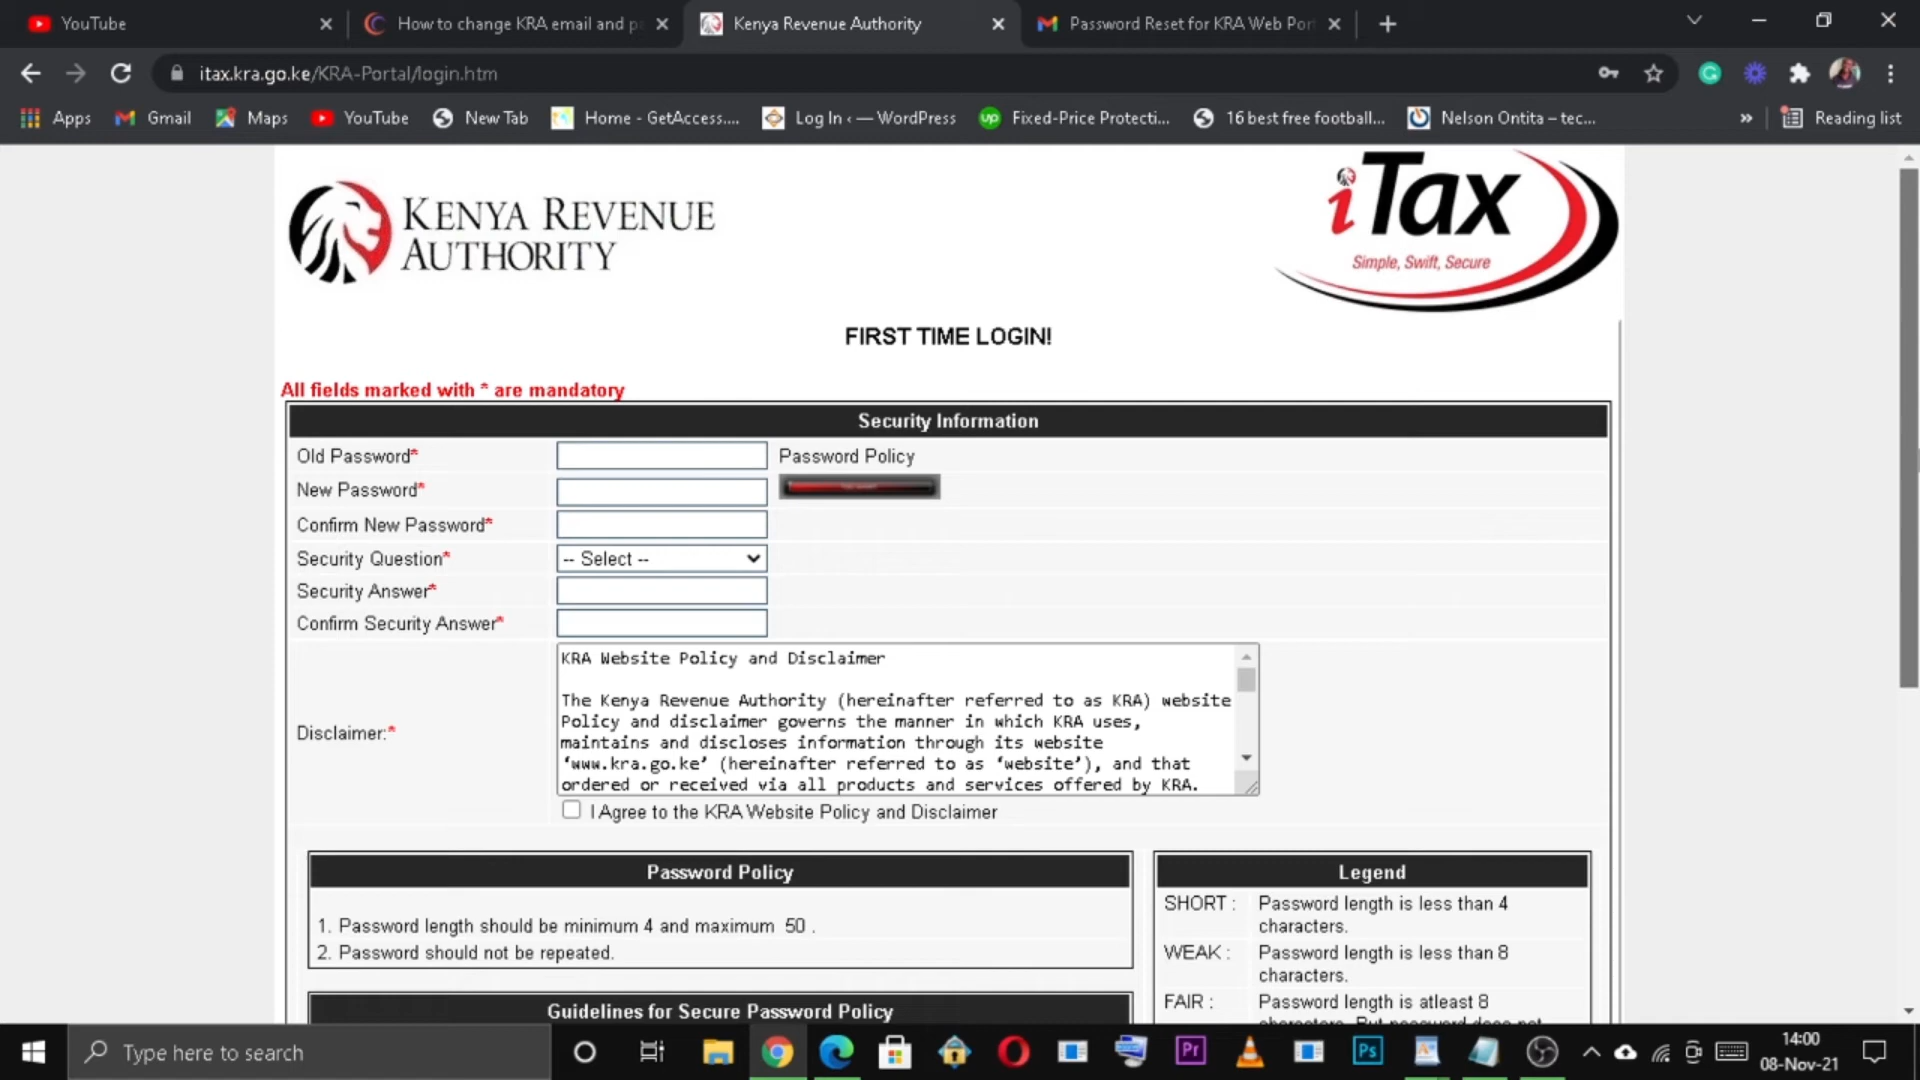 YouTube
How to change KRA email and p
Kenya Revenue Authority
Password Reset for KRA Web Por
itax.kra.go.ke/KRA-Portal/login.htm
Apps
Gmail
Maps
YouTube
New Tab
Home - GetAccess....
Log In ‹ — WordPress
up
Fixed-Price Protecti...
16 best free football...
Nelson Ontita – tec...
»
Reading list
KENYA REVENUE
AUTHORITY
iTax
Simple, Swift, Secure
FIRST TIME LOGIN!
All fields marked with * are mandatory
Security Information
Old Password*
Password Policy
New Password*
Confirm New Password*
Security Question*
-- Select --
Security Answer*
Confirm Security Answer*
Disclaimer:*
KRA Website Policy and Disclaimer
The Kenya Revenue Authority (hereinafter referred to as KRA) website
Policy and disclaimer governs the manner in which KRA uses,
maintains and discloses information through its website
‘www.kra.go.ke’ (hereinafter referred to as ‘website’), and that
ordered or received via all products and services offered by KRA.
I Agree to the KRA Website Policy and Disclaimer
Password Policy
1. Password length should be minimum 4 and maximum 50 .
2. Password should not be repeated.
Guidelines for Secure Password Policy
Legend
SHORT : Password length is less than 4
characters.
WEAK : Password length is less than 8
characters.
FAIR : Password length is atleast 8
characters. But password does not
Type here to search
Pr
Ps
14:00
08-Nov-21